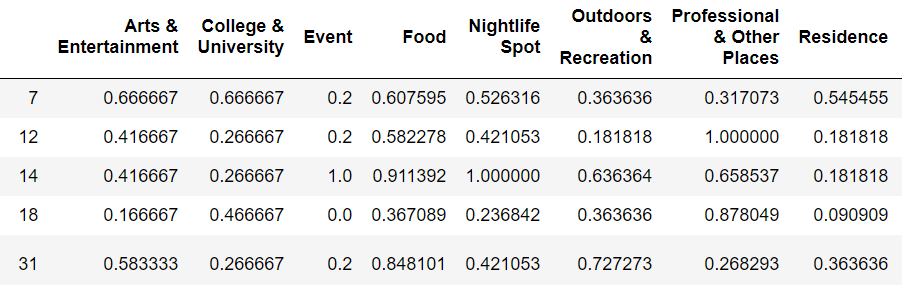 Arts & Entertainment College & University Event Food Nightlife Spot Outdoors & Recreation Professional & Other Places Residence
7 0.666667 0.666667 0.2 0.607595 0.526316 0.363636 0.317073 0.545455
12 0.416667 0.266667 0.2 0.582278 0.421053 0.181818 1.000000 0.181818
14 0.416667 0.266667 1.0 0.911392 1.000000 0.636364 0.658537 0.181818
18 0.166667 0.466667 0.0 0.367089 0.236842 0.363636 0.878049 0.090909
31 0.583333 0.266667 0.2 0.848101 0.421053 0.727273 0.268293 0.363636